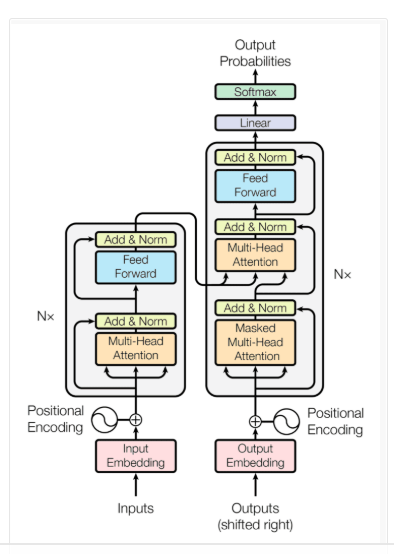 Output
Probabilities
Softmax
Linear
Add & Norm
Feed
Forward
Add & Norm
Multi-Head
Attention
Add & Norm
Masked
Multi-Head
Attention
N×
Add & Norm
Feed
Forward
N×
Add & Norm
Multi-Head
Attention
Positional
Encoding
Positional
Encoding
Input
Embedding
Output
Embedding
Inputs
Outputs
(shifted right)